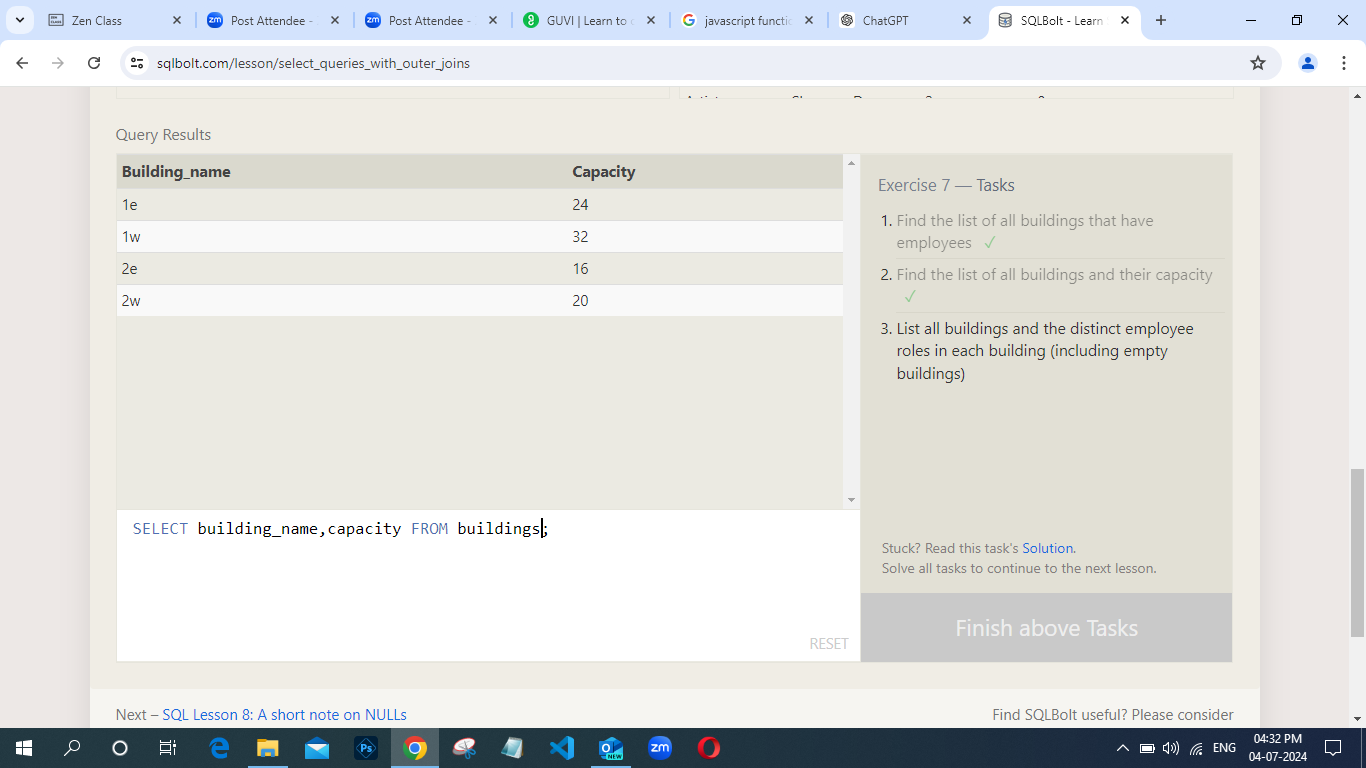 Zen Class
Post Attendee -
Post Attendee -
GUVI | Learn to c
javascript functi
ChatGPT
SQLBolt - Learn
sqlbolt.com/lesson/select_queries_with_outer_joins
Query Results
Building_name Capacity
1e 24
1w 32
2e 16
2w 20
Exercise 7 — Tasks
1. Find the list of all buildings that have
employees ✓
2. Find the list of all buildings and their capacity
✓
3. List all buildings and the distinct employee
roles in each building (including empty
buildings)
SELECT building_name,capacity FROM buildings;
RESET
Stuck? Read this task's Solution.
Solve all tasks to continue to the next lesson.
Finish above Tasks
Next – SQL Lesson 8: A short note on NULLs
Find SQLBolt useful? Please consider
ENG
04:32 PM
04-07-2024